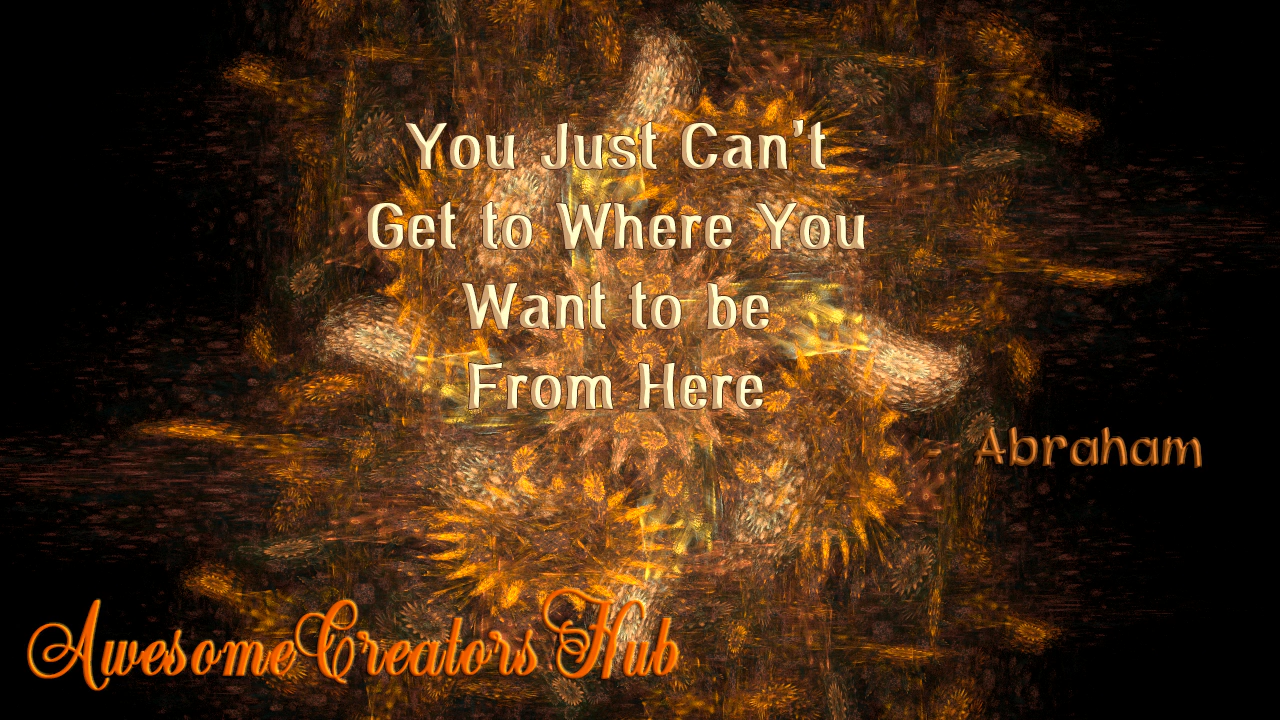 You Just Can't
Get to Where You
Want to be
From Here
- Abraham
AwesomeCreatorsHub